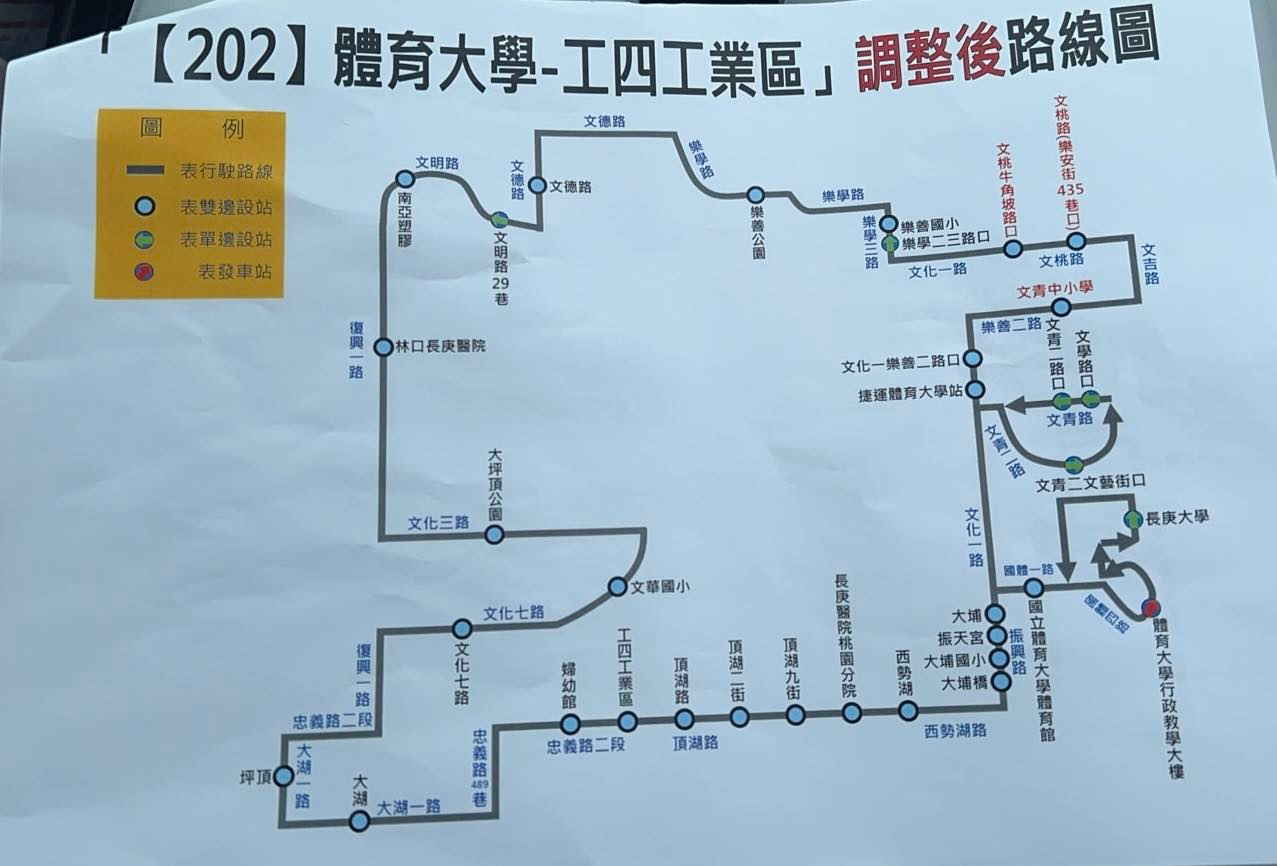 「【202】體育大學-工四工業區」調整後路線圖
圖 例
表行駛路線
表雙邊設站
表單邊設站
表發車站
文德路
文明路
文德路
文德路
南亞塑膠
文明路29巷
樂學路
樂善公園
樂學路
樂學三路
樂善國小
樂學二三路口
文化一路
文桃牛角坡路口
文桃路(樂安街435巷口)
文桃路
文吉路
文青中小學
樂善二路
文化一樂善二路口
捷運體育大學站
文青二路口
文學路口
文青路
文青二路
文青二文藝街口
長庚大學
文化一路
國體一路
國體四路
國立體育大學體育館
體育大學行政教學大樓
大埔
振天宮
大埔國小
大埔橋
振興路
西勢湖路
西勢湖
長庚醫院桃園分院
頂湖九街
頂湖二街
頂湖路
頂湖路
工四工業區
婦幼館
忠義路二段
忠義路489巷
大湖一路
大湖
大湖一路
坪頂
忠義路二段
復興一路
文化七路
文化七路
文華國小
大坪頂公園
文化三路
林口長庚醫院
復興一路